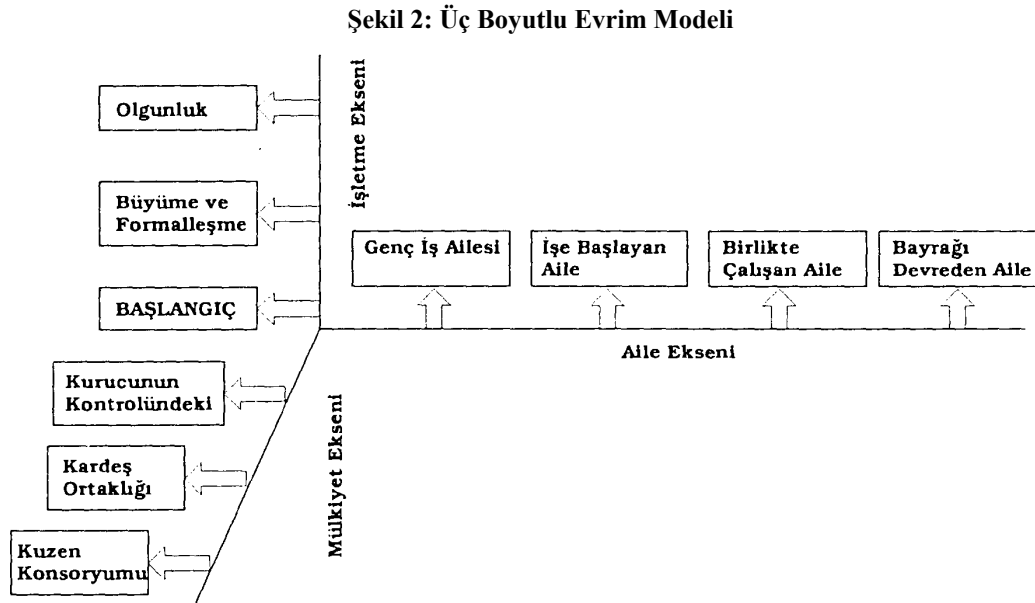 Şekil 2: Üç Boyutlu Evrim Modeli
Olgunluk
Büyüme ve
Formalleşme
BAŞLANGIÇ
İşletme Ekseni
Genç İş Ailesi
İşe Başlayan
Aile
Birlikte
Çalışan Aile
Bayrağı
Devreden Aile
Aile Ekseni
Kurucunun
Kontrolündeki
Kardeş
Ortaklığı
Kuzen
Konsoryumu
Mülkiyet Ekseni